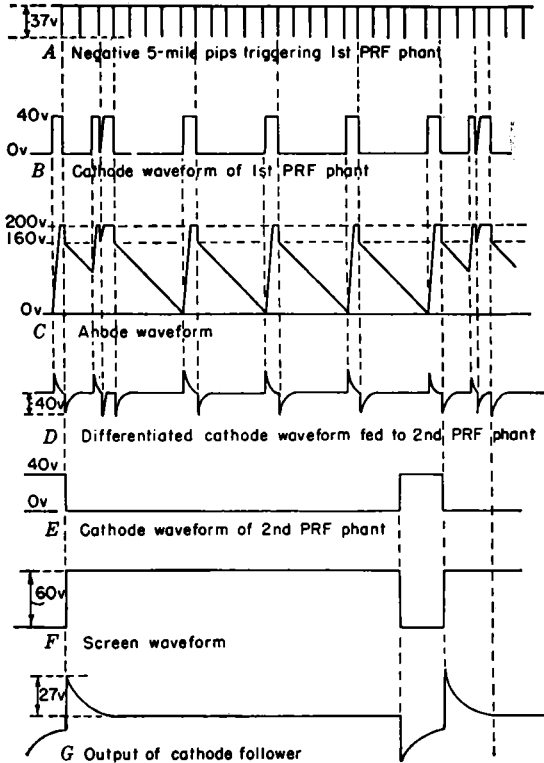 37v
A Negative 5-mile pips triggering 1st PRF phant
40v
0v
B Cathode waveform of 1st PRF phant
200v
160v
0v
C Anode waveform
40v
D Differentiated cathode waveform fed to 2nd PRF phant
40v
0v
E Cathode waveform of 2nd PRF phant
60v
F Screen waveform
27v
G Output of cathode follower